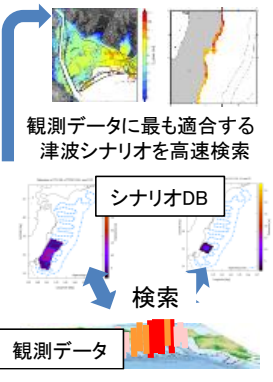 観測データに最も適合する
津波シナリオを高速検索
シナリオDB
検索
観測データ